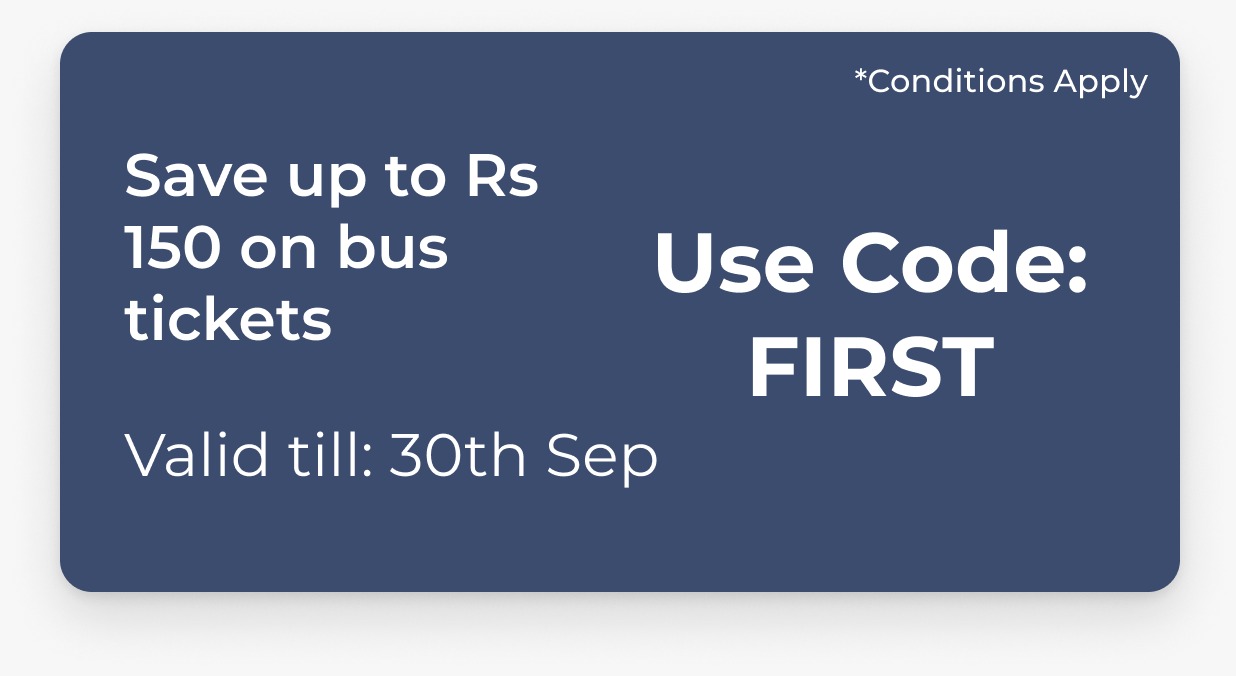 *Conditions Apply
Save up to Rs
150 on bus
tickets
Use Code:
FIRST
Valid till: 30th Sep